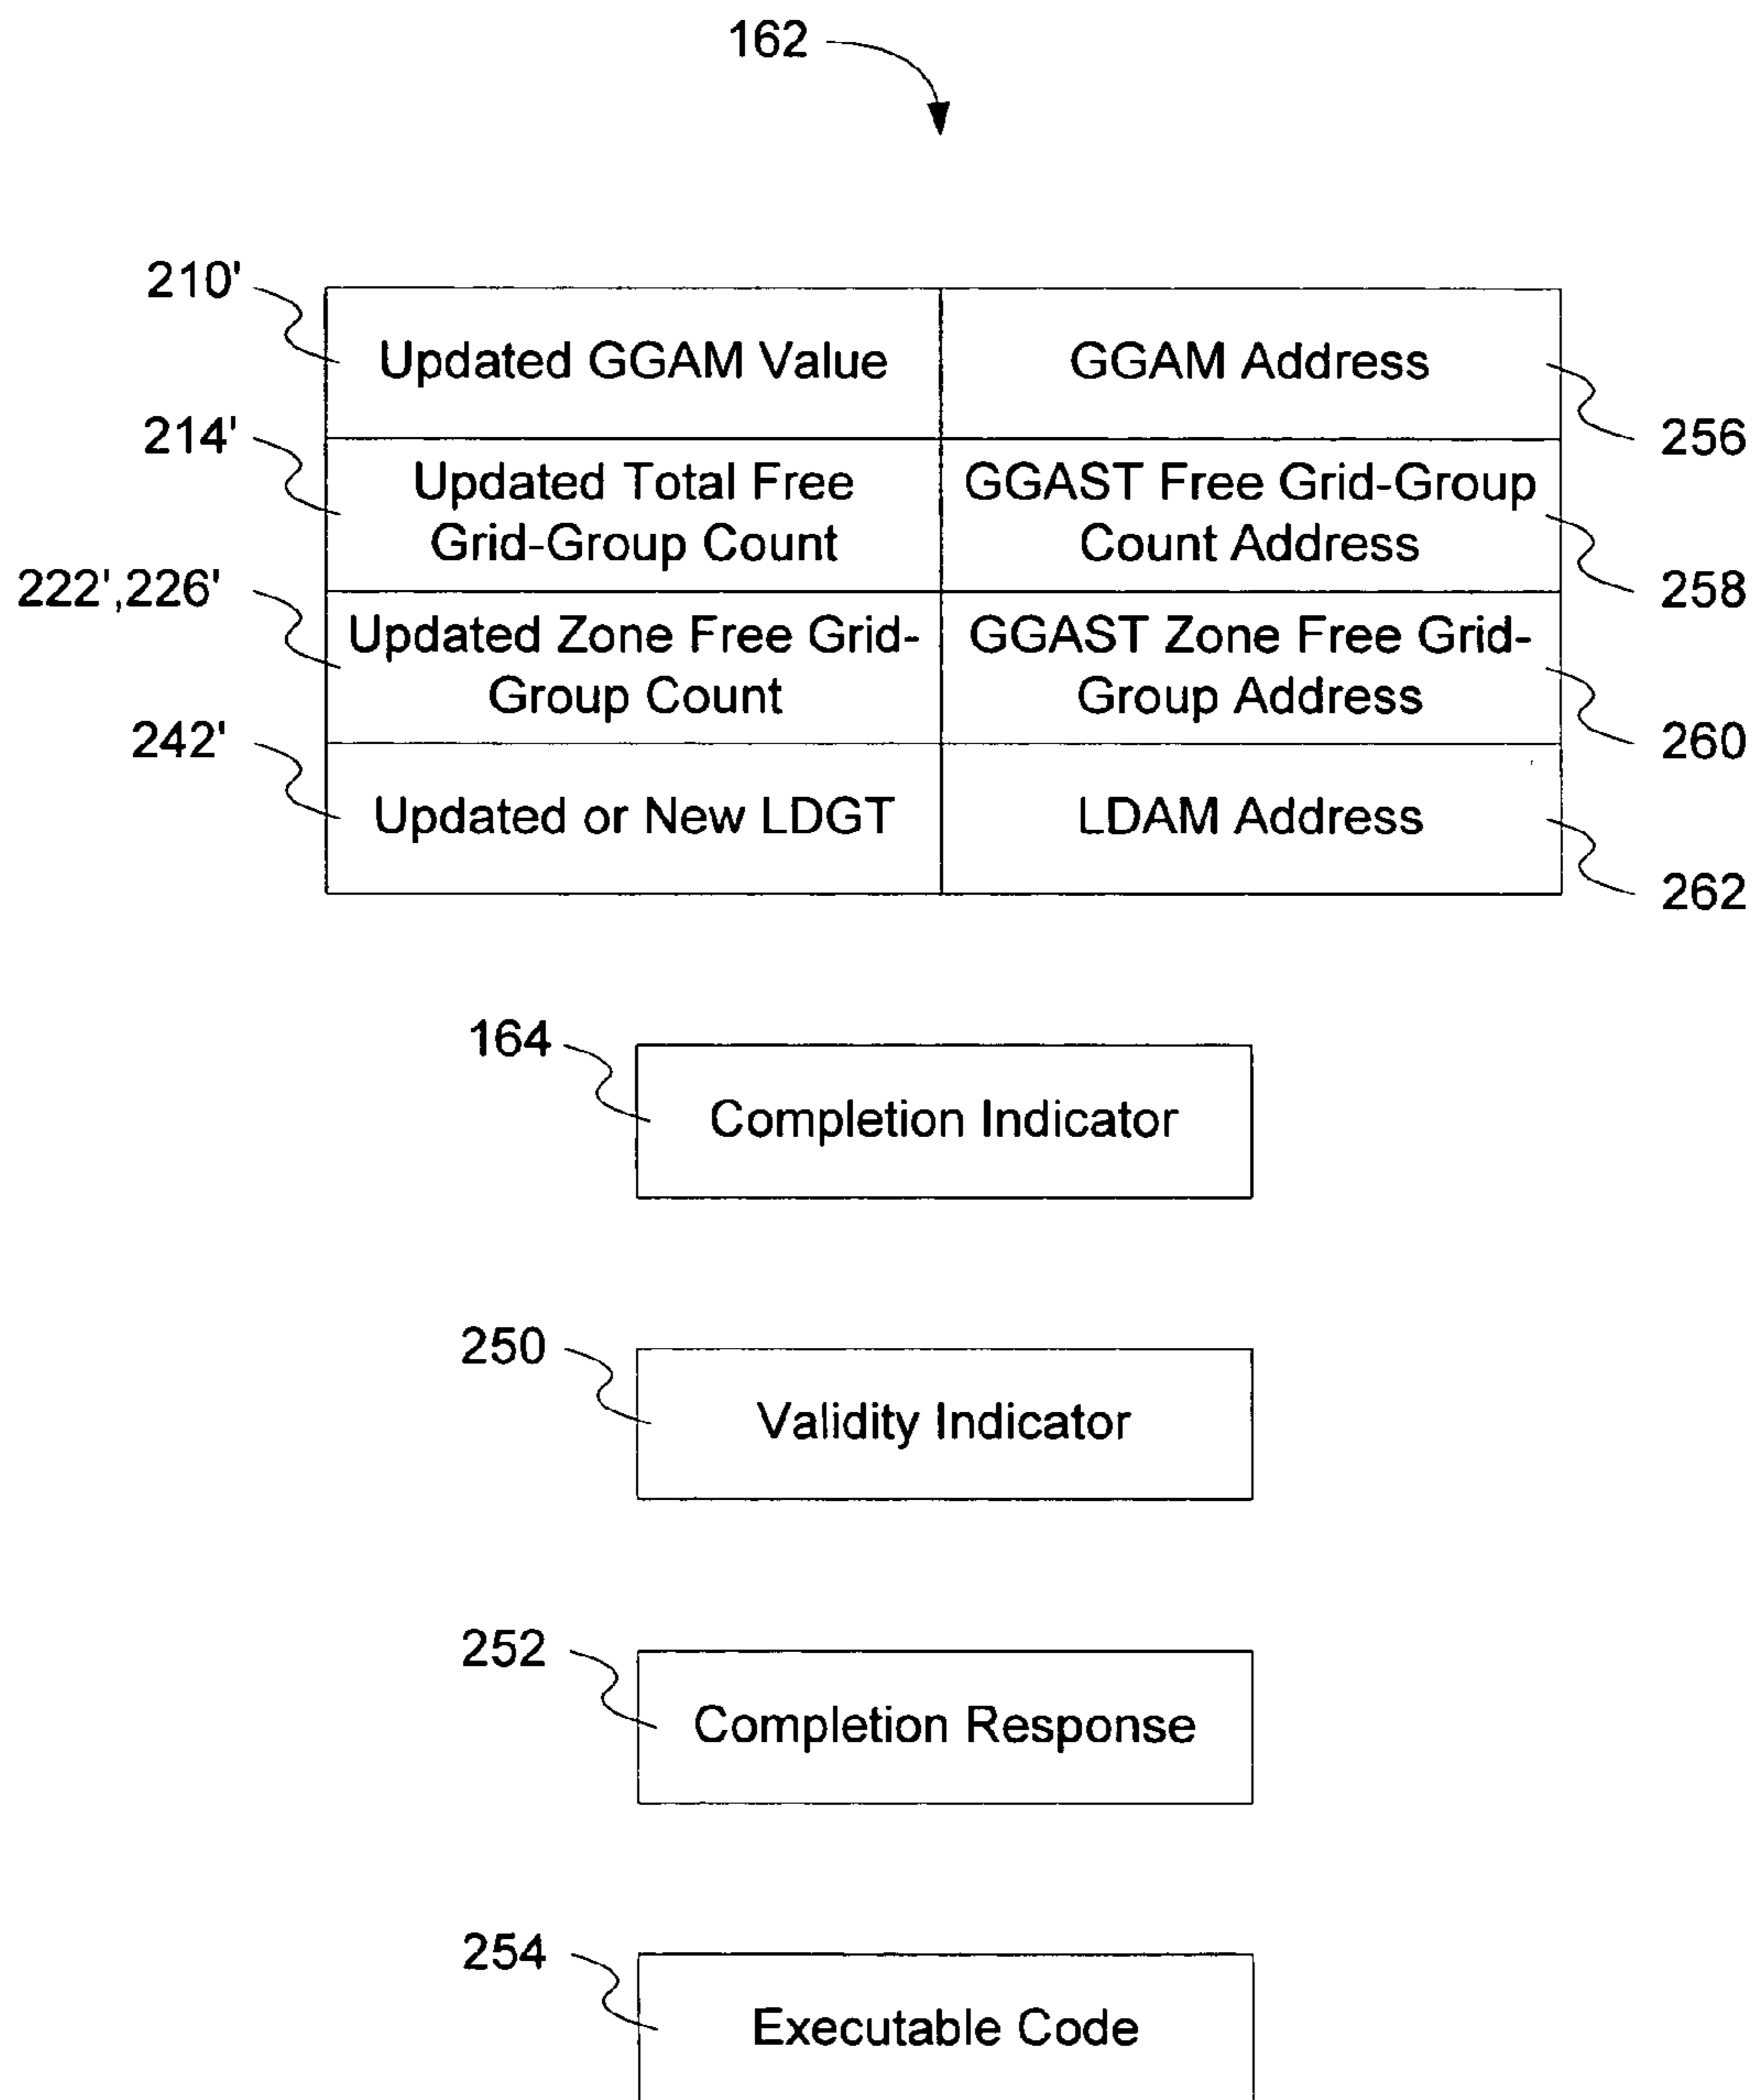 162
210'
Updated GGAM Value
GGAM Address
256
214'
Updated Total Free
Grid-Group Count
GGAST Free Grid-Group
Count Address
258
222',226'
Updated Zone Free Grid-
Group Count
GGAST Zone Free Grid-
Group Address
260
242'
Updated or New LDGT
LDAM Address
262
164
Completion Indicator
250
Validity Indicator
252
Completion Response
254
Executable Code